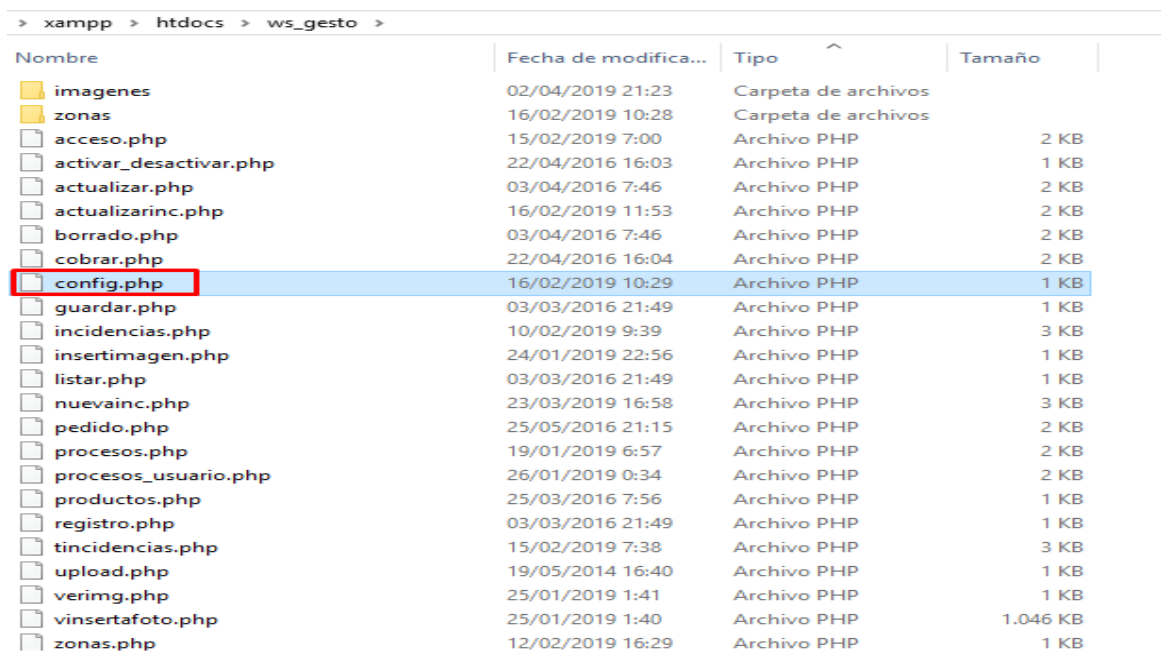 > xampp > htdocs > ws_gesto >
Nombre Fecha de modifica... Tipo Tamaño
imagenes 02/04/2019 21:23 Carpeta de archivos
zonas 16/02/2019 10:28 Carpeta de archivos
acceso.php 15/02/2019 7:00 Archivo PHP 2 KB
activar_desactivar.php 22/04/2016 16:03 Archivo PHP 1 KB
actualizar.php 03/04/2016 7:46 Archivo PHP 2 KB
actualizarinc.php 16/02/2019 11:53 Archivo PHP 2 KB
borrado.php 03/04/2016 7:46 Archivo PHP 2 KB
cobrar.php 22/04/2016 16:04 Archivo PHP 2 KB
config.php 16/02/2019 10:29 Archivo PHP 1 KB
guardar.php 03/03/2016 21:49 Archivo PHP 1 KB
incidencias.php 10/02/2019 9:39 Archivo PHP 3 KB
insertimagen.php 24/01/2019 22:56 Archivo PHP 1 KB
listar.php 03/03/2016 21:49 Archivo PHP 1 KB
nuevainc.php 23/03/2019 16:58 Archivo PHP 3 KB
pedido.php 25/05/2016 21:15 Archivo PHP 2 KB
procesos.php 19/01/2019 6:57 Archivo PHP 2 KB
procesos_usuario.php 26/01/2019 0:34 Archivo PHP 2 KB
productos.php 25/03/2016 7:56 Archivo PHP 1 KB
registro.php 03/03/2016 21:49 Archivo PHP 1 KB
tincidencias.php 15/02/2019 7:38 Archivo PHP 3 KB
upload.php 19/05/2014 16:40 Archivo PHP 1 KB
verimg.php 25/01/2019 1:41 Archivo PHP 1 KB
vinsertafoto.php 25/01/2019 1:40 Archivo PHP 1.046 KB
zonas.php 12/02/2019 16:29 Archivo PHP 1 KB